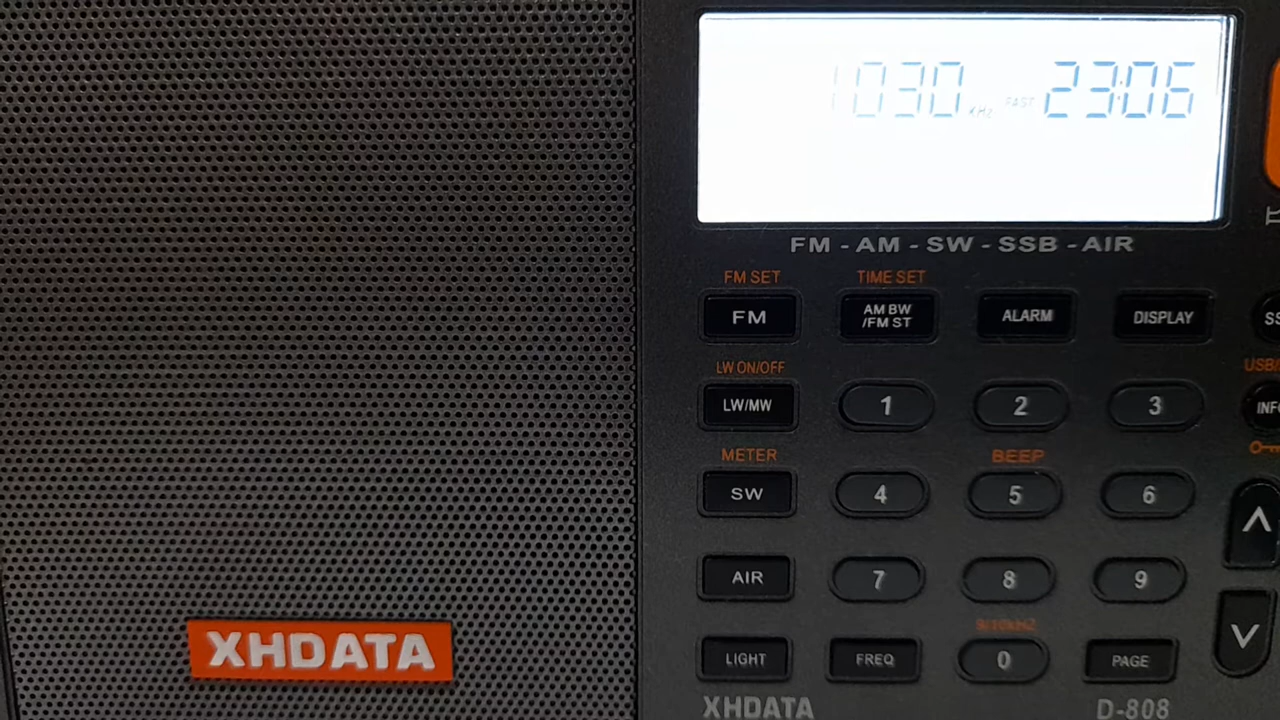 1030 kHz FAST 23:06
FM - AM - SW - SSB - AIR
FM SET TIME SET
FM AM BW /FM ST ALARM DISPLAY
LW ON/OFF
LW/MW 1 2 3
METER BEEP
SW 4 5 6
AIR 7 8 9
9/10kHz
LIGHT FREQ 0 PAGE
XHDATA
XHDATA D-808